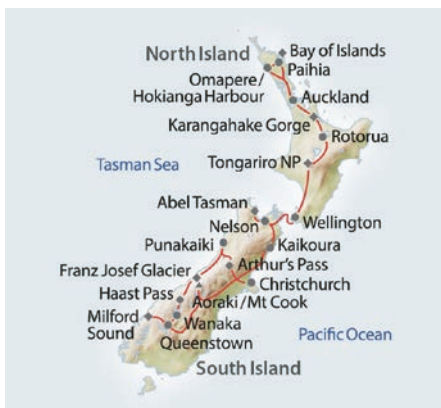 North Island
Bay of Islands
Paihia
Omapere/
Hokianga Harbour
Auckland
Karangahake Gorge
Rotorua
Tasman Sea
Tongariro NP
Abel Tasman
Nelson
Wellington
Punakaiki
Kaikoura
Franz Josef Glacier
Arthur's Pass
Christchurch
Haast Pass
Aoraki/Mt Cook
Milford
Sound
Wanaka
Queenstown
Pacific Ocean
South Island